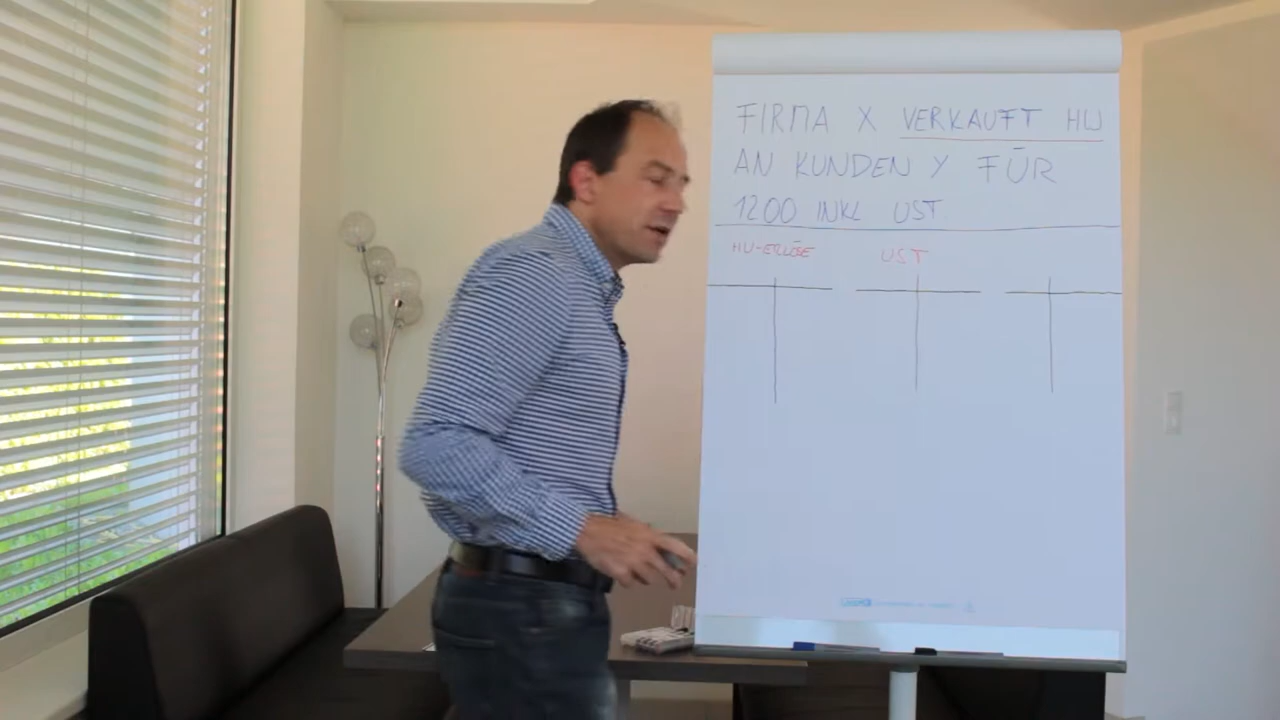 FIRMA X VERKAUFT HW
AN KUNDEN Y FÜR
1200 INKL UST
HW-ERLÖSE UST